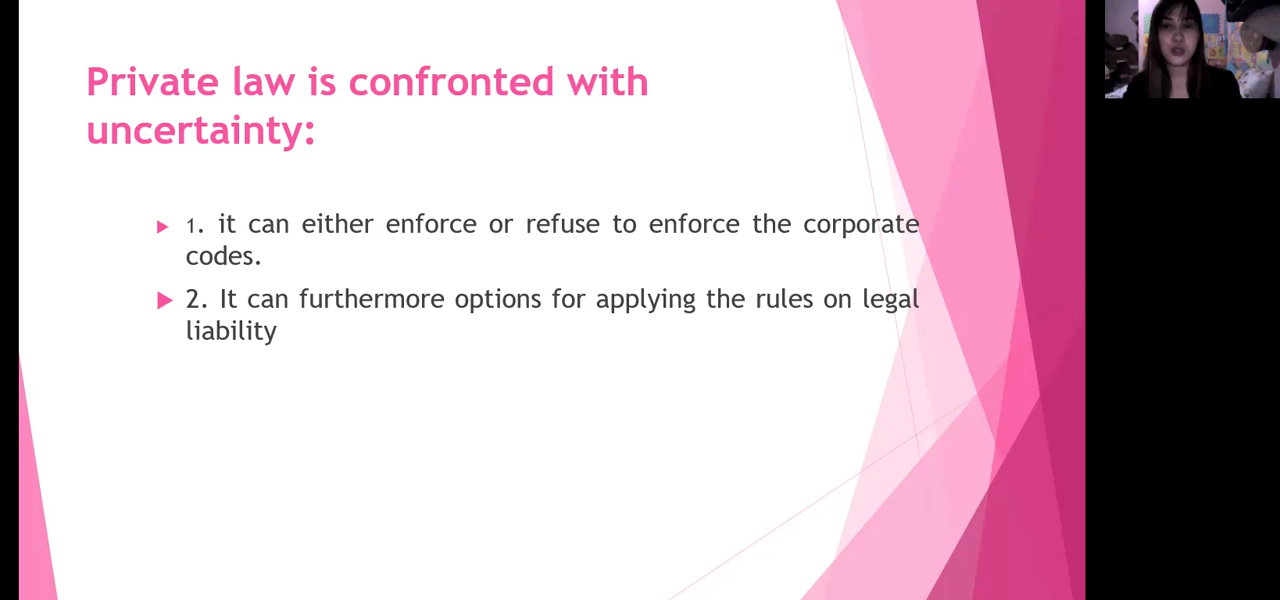 Private law is confronted with
uncertainty:
1. it can either enforce or refuse to enforce the corporate
codes.
2. It can furthermore options for applying the rules on legal
liability